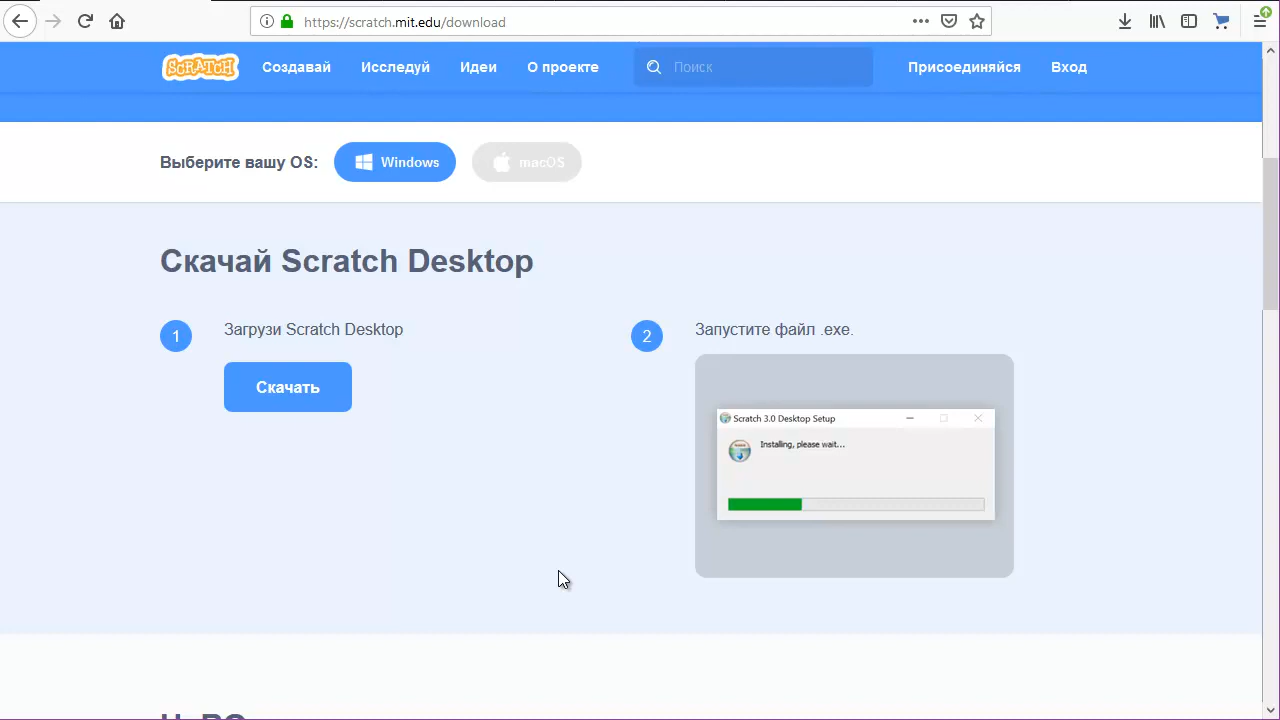 https://scratch.mit.edu/download
SCRATCH
Создавай
Исследуй
Идеи
О проекте
Поиск
Присоединяйся
Вход
Выберите вашу OS:
Windows
macOS
Скачай Scratch Desktop
1
Загрузи Scratch Desktop
Скачать
2
Запустите файл .exe.
Scratch 3.0 Desktop Setup
Installing, please wait...